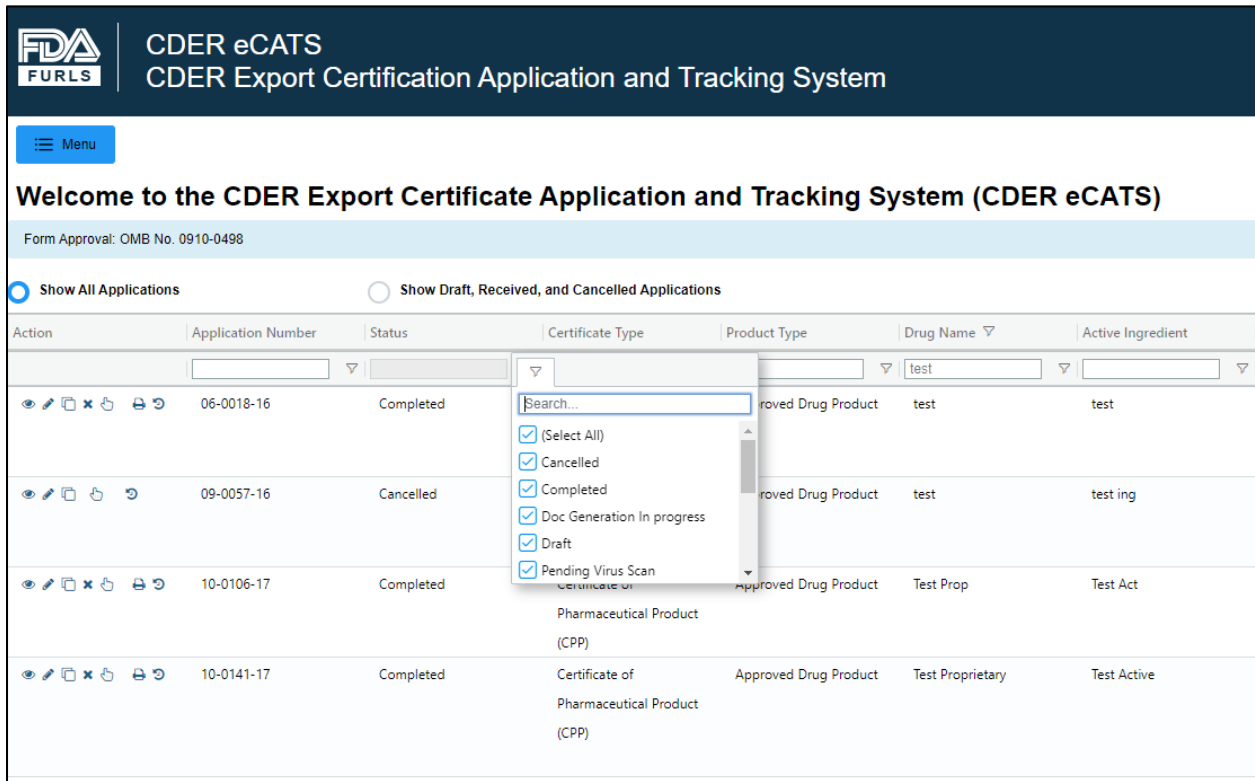 FDA
FURLS
CDER eCATS
CDER Export Certification Application and Tracking System
Menu
Welcome to the CDER Export Certificate Application and Tracking System (CDER eCATS)
Form Approval: OMB No. 0910-0498
Show All Applications Show Draft, Received, and Cancelled Applications
Action Application Number Status Certificate Type Product Type Drug Name Active Ingredient
test
06-0018-16 Completed roved Drug Product test test
Search...
(Select All)
Cancelled
Completed
Doc Generation In progress
Draft
Pending Virus Scan
09-0057-16 Cancelled roved Drug Product test test ing
10-0106-17 Completed Certificate of Approved Drug Product Test Prop Test Act
Pharmaceutical Product
(CPP)
10-0141-17 Completed Certificate of Approved Drug Product Test Proprietary Test Active
Pharmaceutical Product
(CPP)